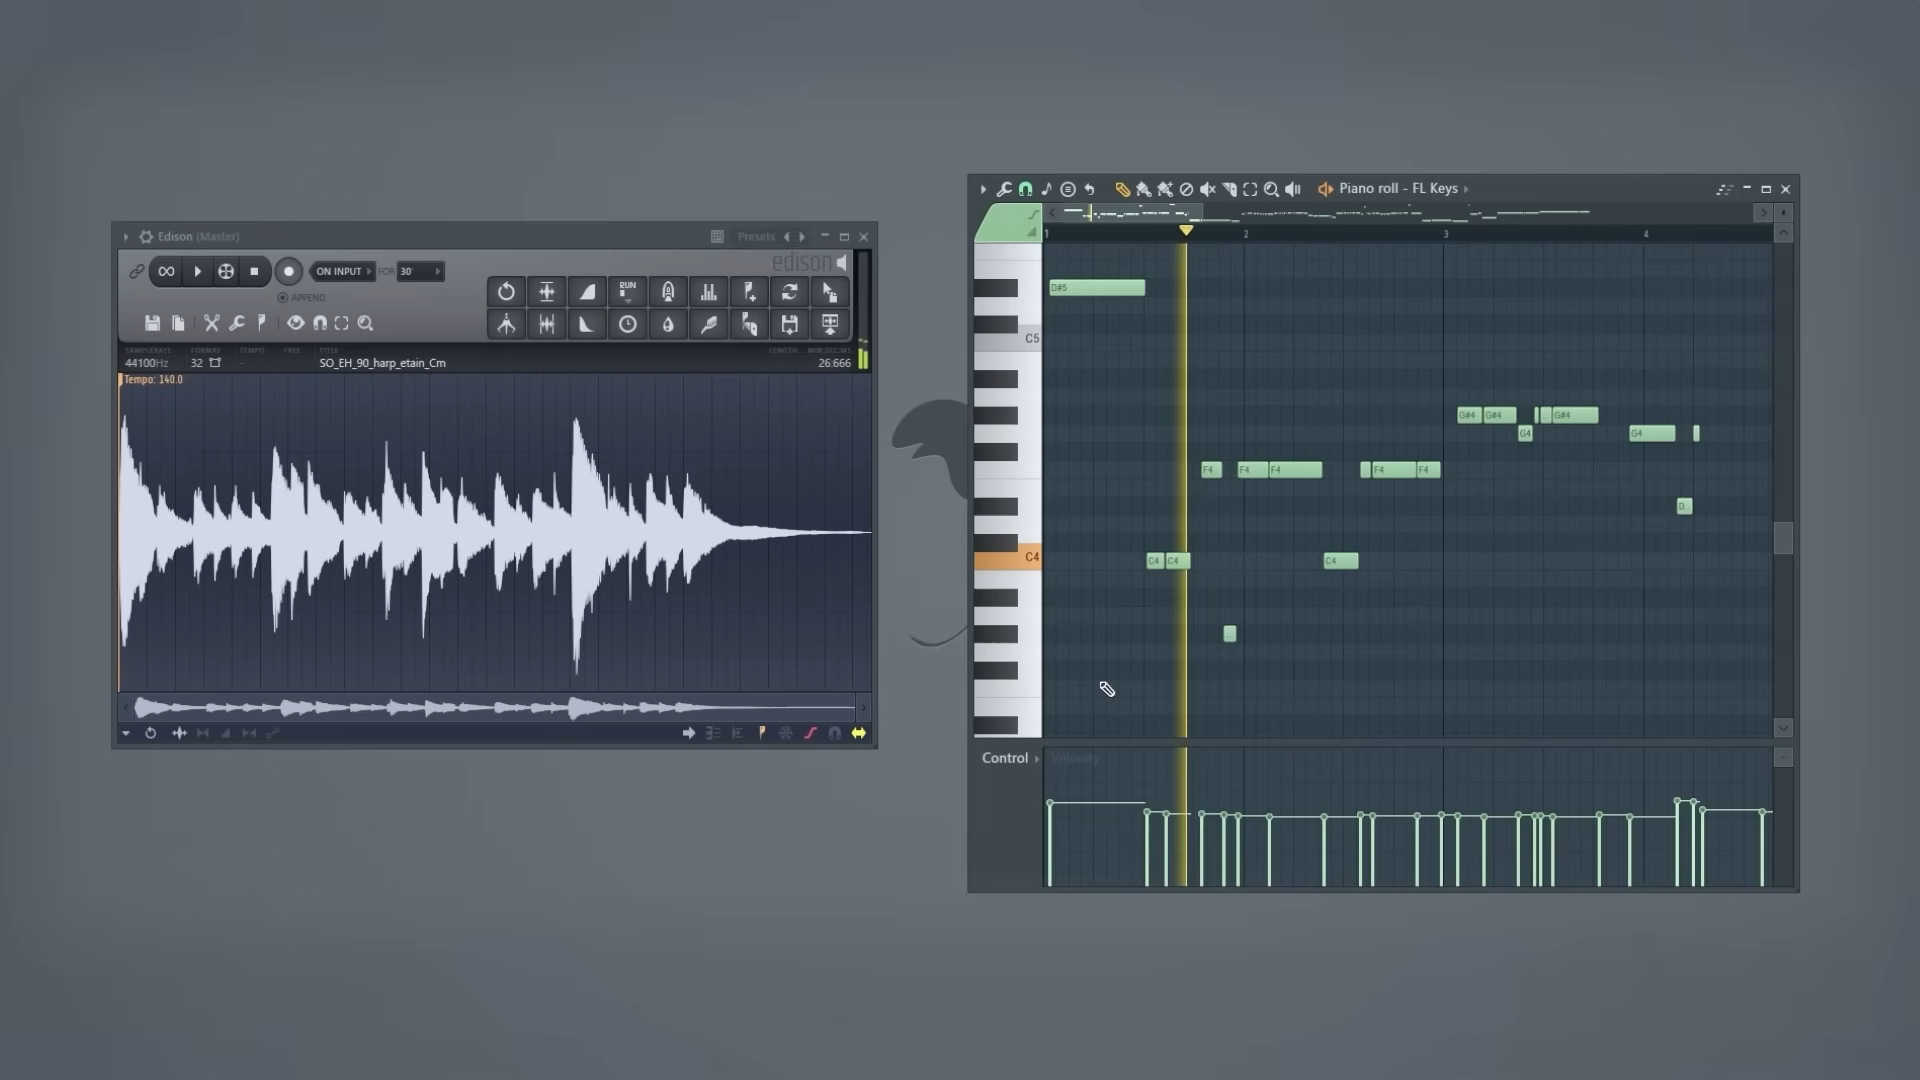 Edison (Master)
Presets
edison
ON INPUT
FOR
30'
APPEND
RUN
SAMPLERATE
FORMAT
TEMPO
FREE
TITLE
LENGTH
MIN:SEC:MS
44100Hz
32
-
SO_EH_90_harp_etain_Cm
26:666
Tempo: 140.0
Piano roll - FL Keys
1
2
3
4
D#5
C5
G#4
G#4
G#4
G4
G4
F4
F4
F4
F4
F4
D..
C4
C4
C4
C4
Control
Velocity